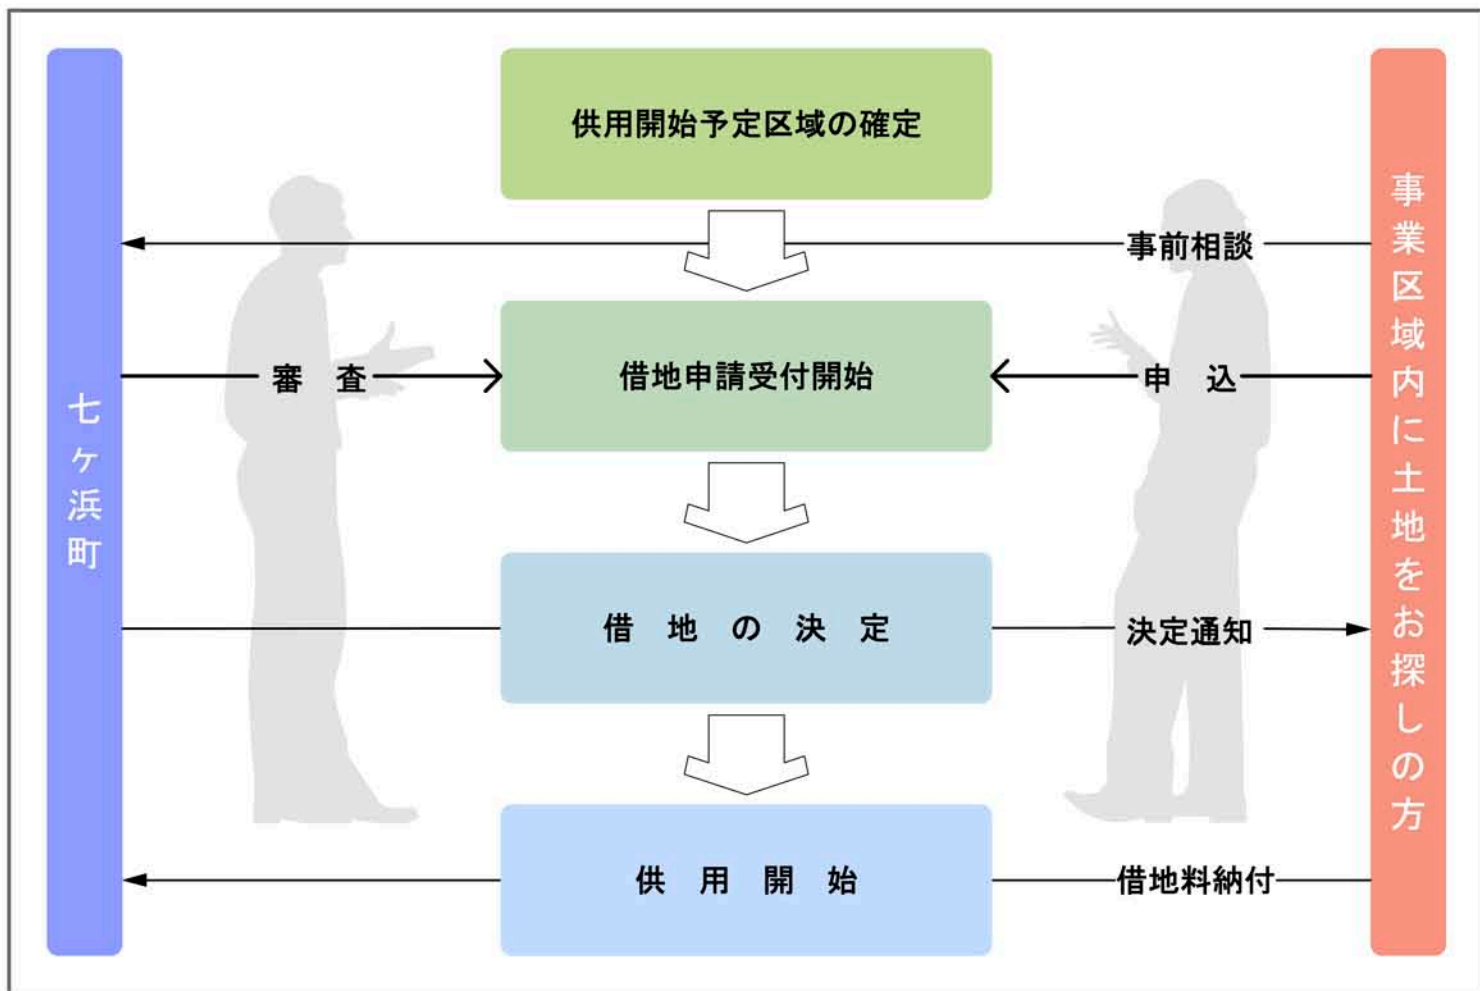 供用開始予定区域の確定
事前相談
審査
借地申請受付開始
申込
借地の決定
決定通知
供用開始
借地料納付
七ヶ浜町
事業区域内に土地をお探しの方